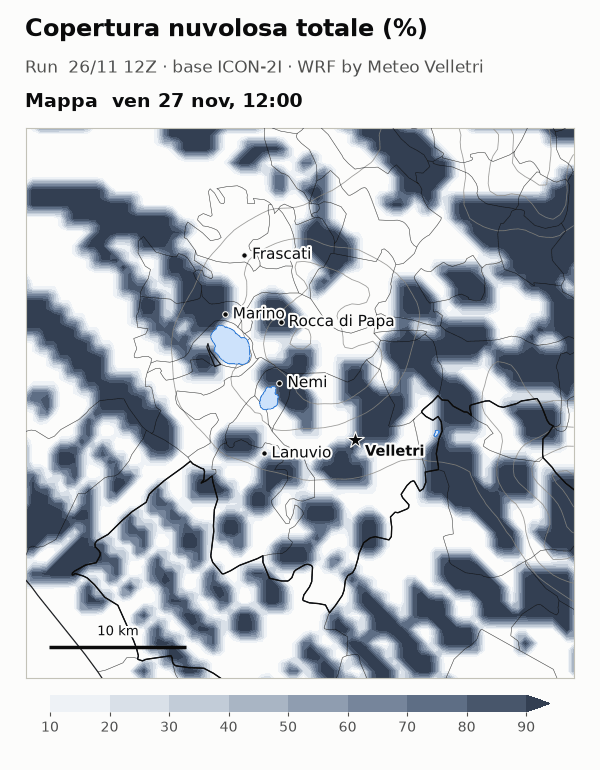 Copertura nuvolosa totale (%)
Run  26/11 12Z · base ICON-2I · WRF by Meteo Velletri
Mappa  ven 27 nov, 12:00
Frascati
Marino
Rocca di Papa
Nemi
Velletri
Lanuvio
10 km
10 20 30 40 50 60 70 80 90